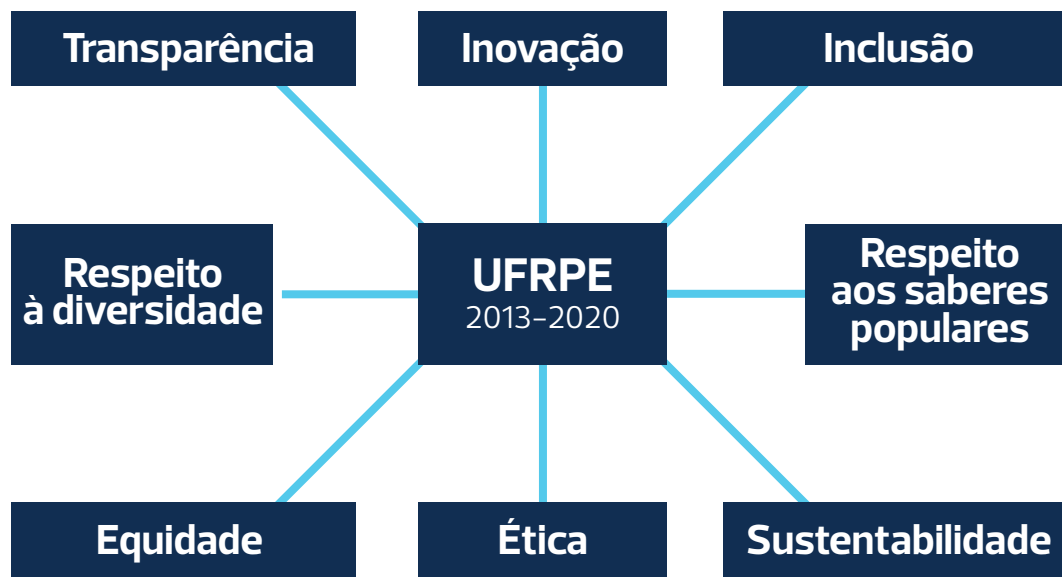 Transparência
Inovação
Inclusão
Respeito
à diversidade
UFRPE
2013-2020
Respeito
aos saberes
populares
Equidade
Ética
Sustentabilidade